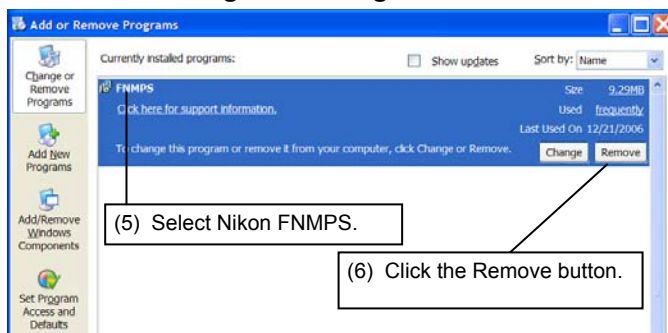 Add or Remove Programs
Change or
Remove
Programs
Add New
Programs
Add/Remove
Windows
Components
Set Program
Access and
Defaults
Currently installed programs:
Show updates
Sort by: Name
FNMPS
Size 9.29MB
Click here for support information.
Used frequently
Last Used On 12/21/2006
To change this program or remove it from your computer, click Change or Remove.
Change Remove
(5) Select Nikon FNMPS.
(6) Click the Remove button.